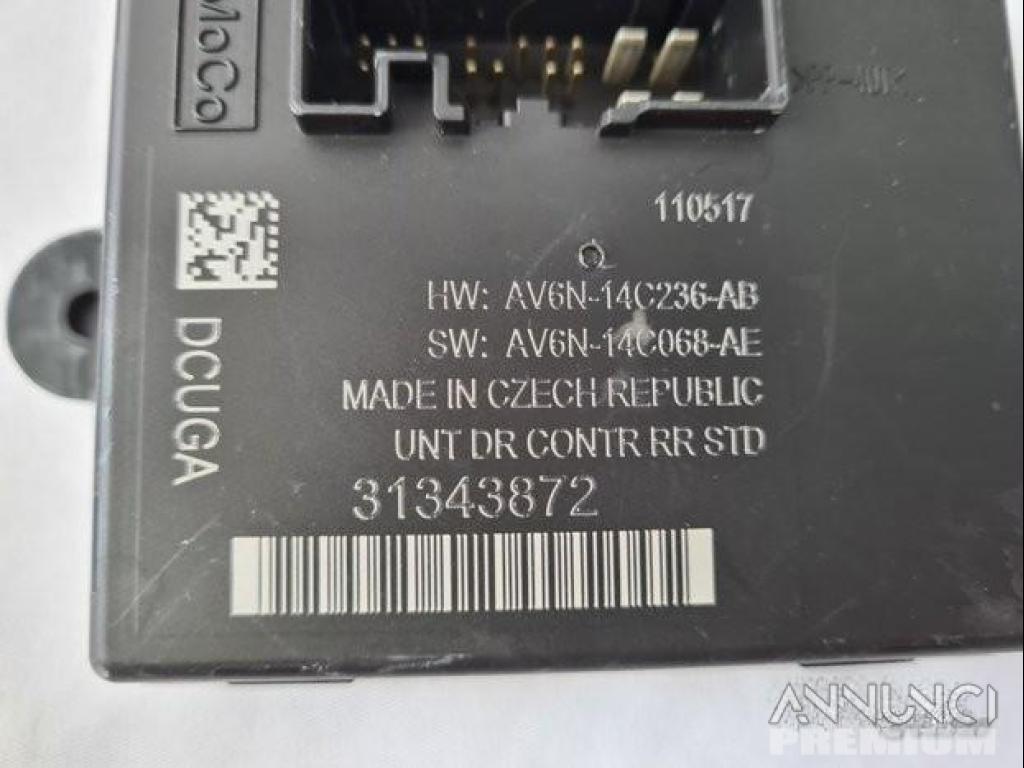 MoCo
110517
HW: AV6N-14C236-AB
SW: AV6N-14C068-AE
MADE IN CZECH REPUBLIC
UNT DR CONTR RR STD
DCUGA
31343872
ANNUNCI
PREMIUM